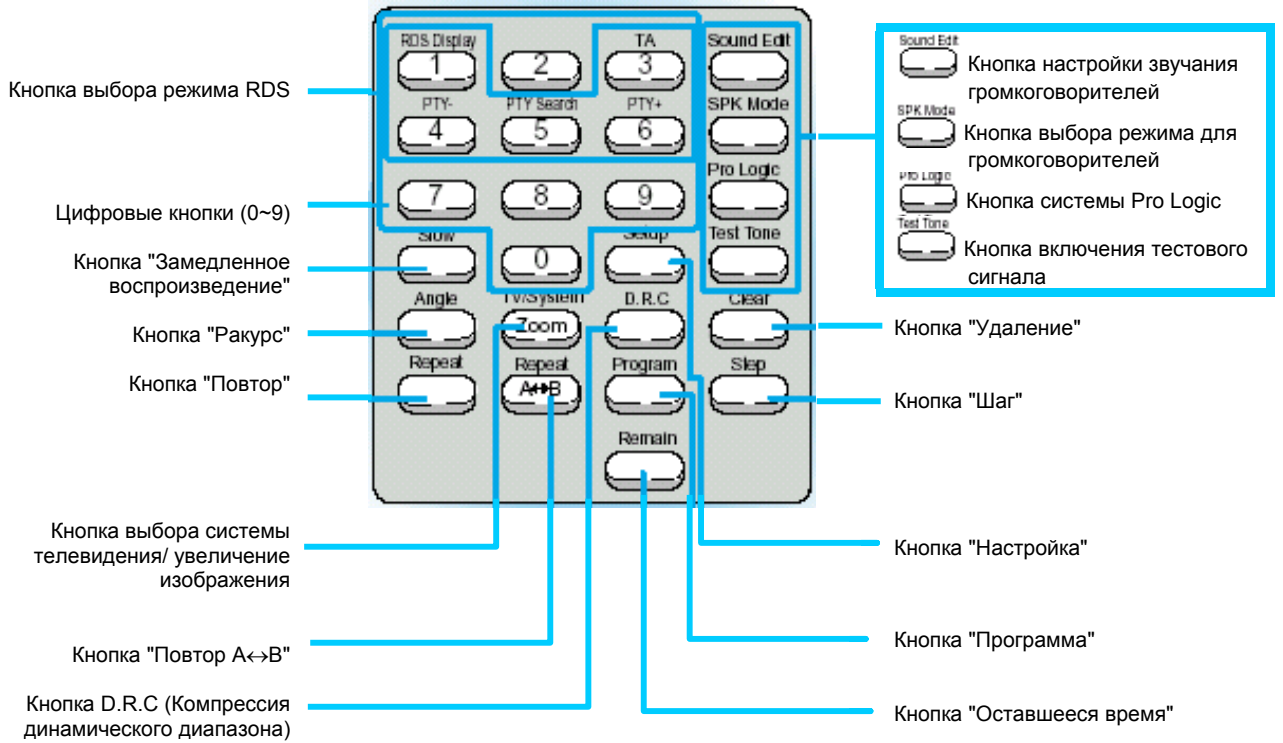 RDS Display
TA
Sound Edit
1
2
3
PTY-
PTY Search
PTY+
SPK Mode
4
5
6
Pro Logic
7
8
9
Slow
Setup
Test Tone
0
Angle
TV/System
D.R.C
Clear
Zoom
Repeat
Repeat
Program
Step
A↔B
Remain
Кнопка выбора режима RDS
Цифровые кнопки (0~9)
Кнопка "Замедленное
воспроизведение"
Кнопка "Ракурс"
Кнопка "Повтор"
Кнопка выбора системы
телевидения/ увеличение
изображения
Кнопка "Повтор A↔B"
Кнопка D.R.C (Компрессия
динамического диапазона)
Sound Edit
Кнопка настройки звучания
громкоговорителей
SPK Mode
Кнопка выбора режима для
громкоговорителей
Pro Logic
Кнопка системы Pro Logic
Test Tone
Кнопка включения тестового
сигнала
Кнопка "Удаление"
Кнопка "Шаг"
Кнопка "Настройка"
Кнопка "Программа"
Кнопка "Оставшееся время"